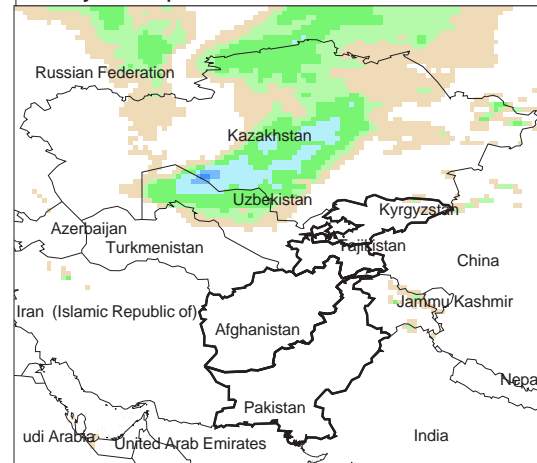 Russian Federation
Kazakhstan
Uzbekistan
Kyrgyzstan
Azerbaijan
Turkmenistan
Tajikistan
China
Iran (Islamic Republic of)
Jammu Kashmir
Afghanistan
Nepa
Pakistan
udi Arabia
United Arab Emirates
India